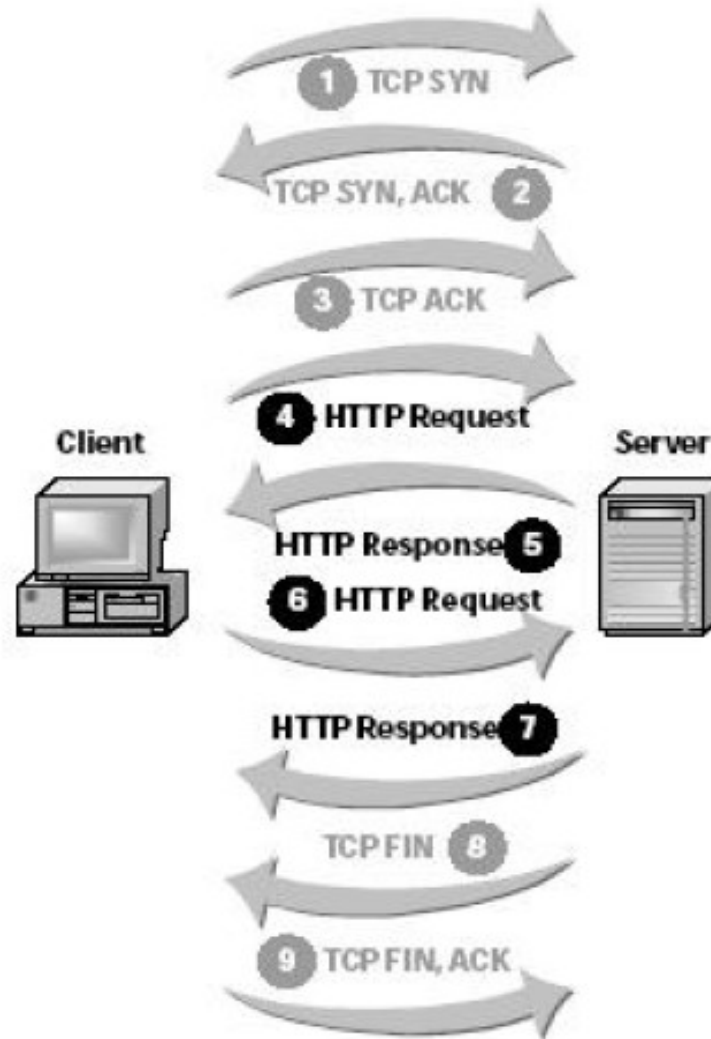 1 TCP SYN
TCP SYN, ACK 2
3 TCP ACK
4 HTTP Request
Client
Server
HTTP Response 5
6 HTTP Request
HTTP Response 7
TCP FIN 8
9 TCP FIN, ACK